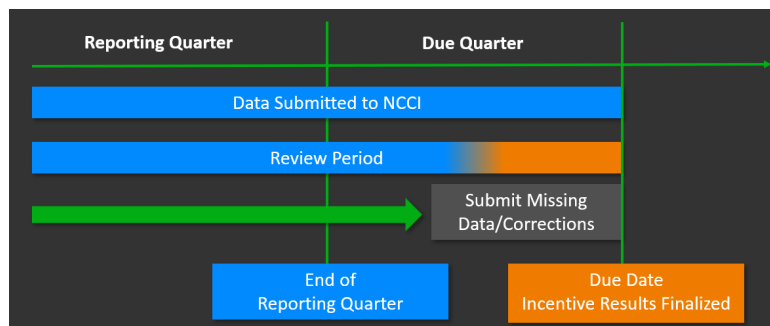 Reporting Quarter
Due Quarter
Data Submitted to NCCI
Review Period
Submit Missing
Data/Corrections
End of
Reporting Quarter
Due Date
Incentive Results Finalized